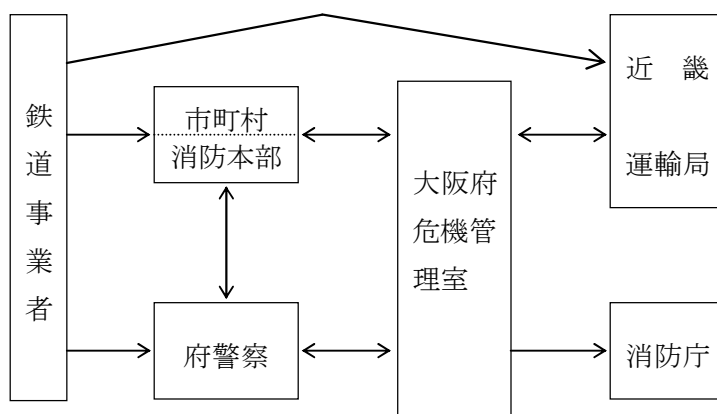 鉄道事業者
市町村
消防本部
府警察
大阪府
危機管
理室
近　畿
運輸局
消防庁